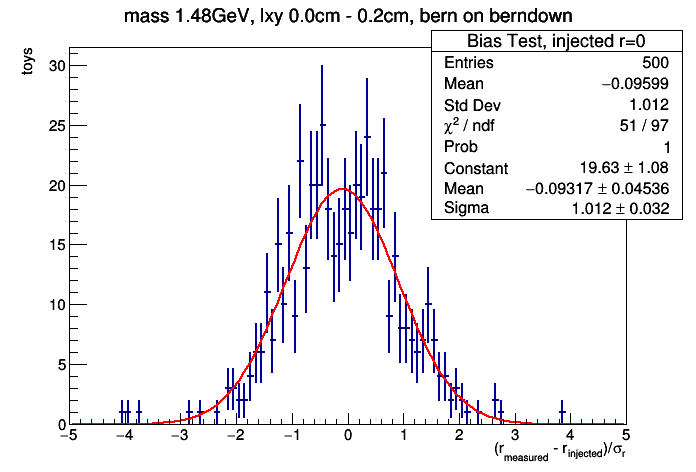 mass 1.48GeV, lxy 0.0cm - 0.2cm, bern on berndown
toys
Bias Test, injected r=0
Entries 500
Mean −0.09599
Std Dev 1.012
χ² / ndf 51 / 97
Prob 1
Constant 19.63 ± 1.08
Mean −0.09317 ± 0.04536
Sigma 1.012 ± 0.032
30
25
20
15
10
5
0
−5 −4 −3 −2 −1 0 1 2 3 4 5
(r_measured - r_injected)/σ_r